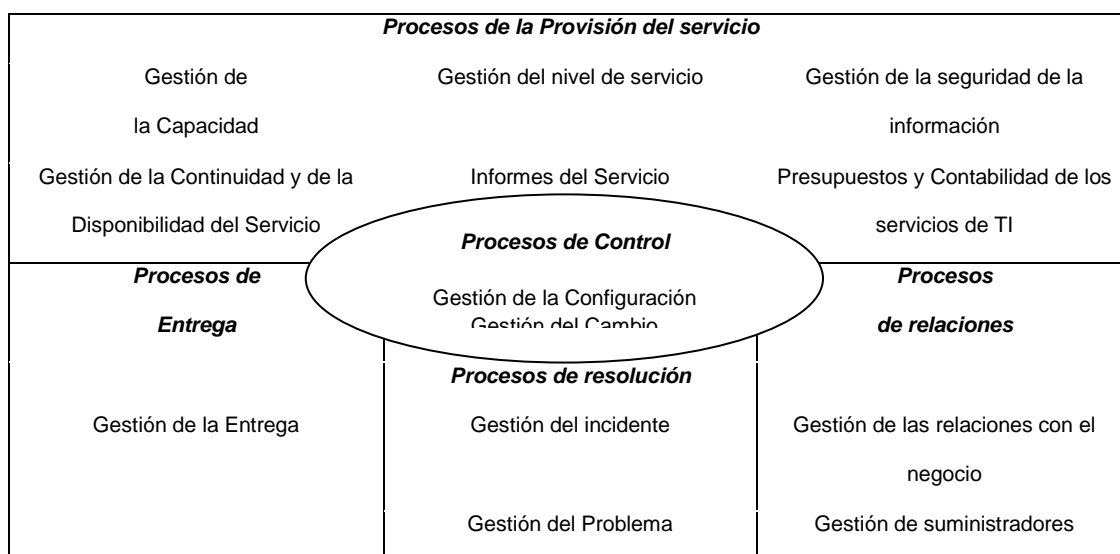 Procesos de la Provisión del servicio
Gestión de
la Capacidad
Gestión del nivel de servicio
Gestión de la seguridad de la
información
Gestión de la Continuidad y de la
Disponibilidad del Servicio
Informes del Servicio
Presupuestos y Contabilidad de los
servicios de TI
Procesos de Control
Gestión de la Configuración
Gestión del Cambio
Procesos de
Entrega
Gestión de la Entrega
Procesos de resolución
Gestión del incidente
Gestión del Problema
Procesos
de relaciones
Gestión de las relaciones con el
negocio
Gestión de suministradores